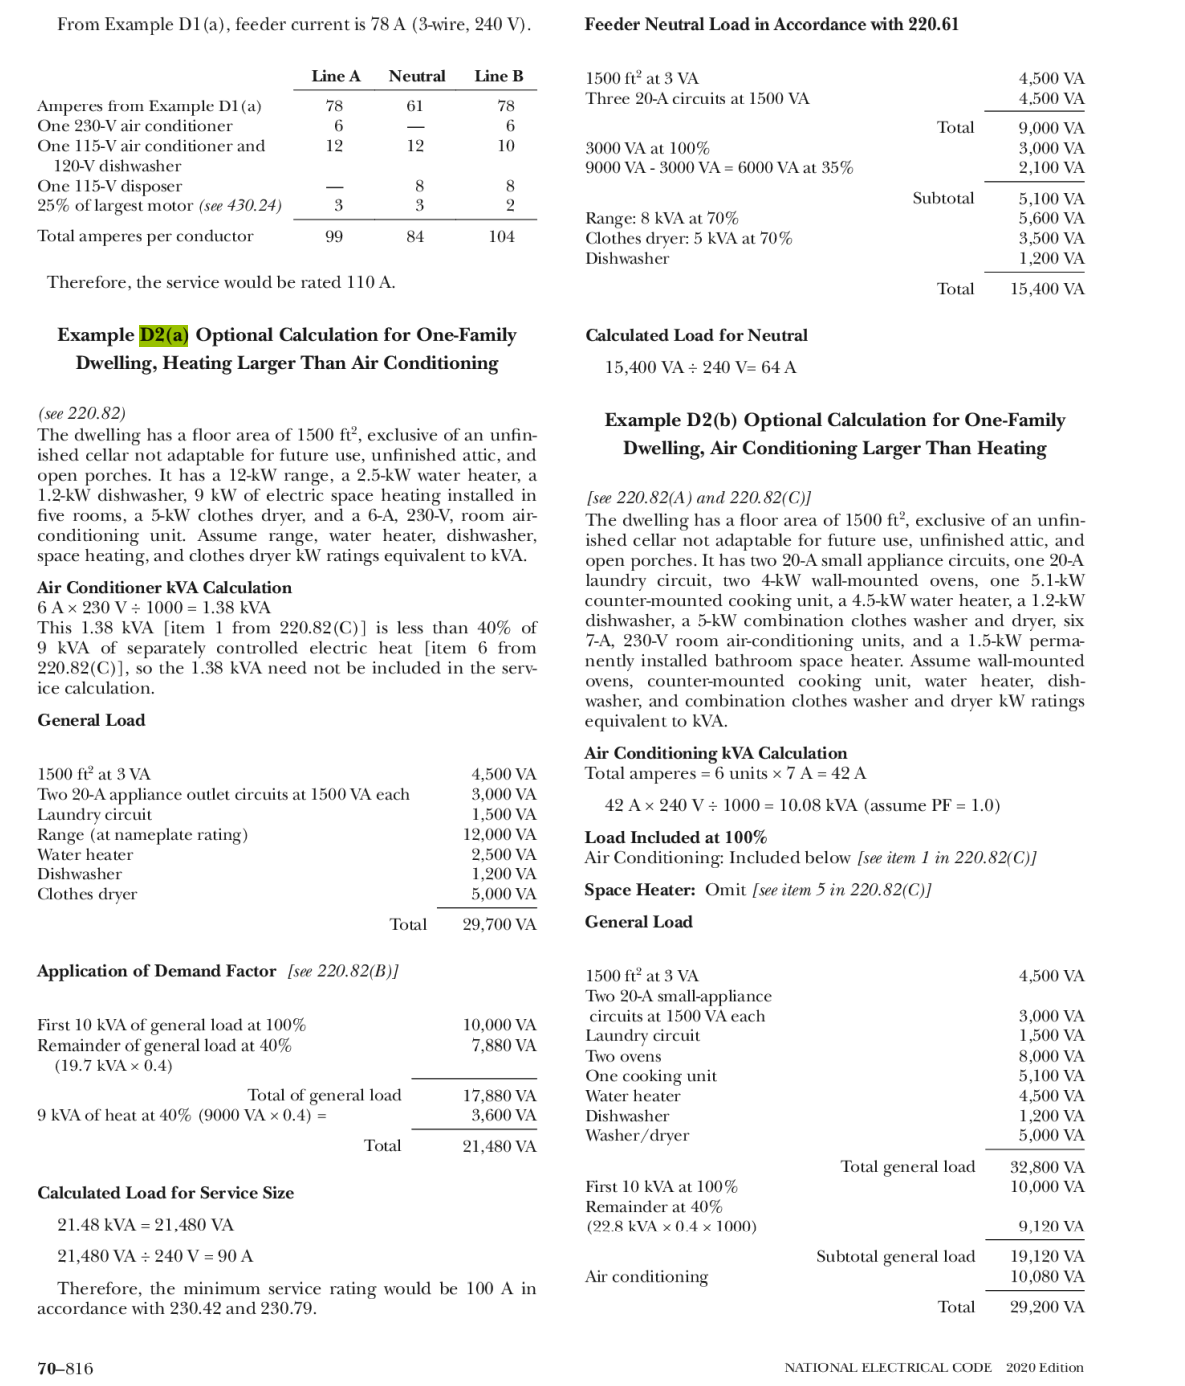 From Example D1(a), feeder current is 78 A (3-wire, 240 V).
Line A Neutral Line B
Amperes from Example D1(a) 78 61 78
One 230-V air conditioner 6 — 6
One 115-V air conditioner and 12 12 10
120-V dishwasher
One 115-V disposer — 8 8
25% of largest motor (see 430.24) 3 3 2
Total amperes per conductor 99 84 104
Therefore, the service would be rated 110 A.
Example D2(a) Optional Calculation for One-Family
Dwelling, Heating Larger Than Air Conditioning
(see 220.82)
The dwelling has a floor area of 1500 ft², exclusive of an unfin-
ished cellar not adaptable for future use, unfinished attic, and
open porches. It has a 12-kW range, a 2.5-kW water heater, a
1.2-kW dishwasher, 9 kW of electric space heating installed in
five rooms, a 5-kW clothes dryer, and a 6-A, 230-V, room air-
conditioning unit. Assume range, water heater, dishwasher,
space heating, and clothes dryer kW ratings equivalent to kVA.
Air Conditioner kVA Calculation
6 A × 230 V ÷ 1000 = 1.38 kVA
This 1.38 kVA [item 1 from 220.82(C)] is less than 40% of
9 kVA of separately controlled electric heat [item 6 from
220.82(C)], so the 1.38 kVA need not be included in the serv-
ice calculation.
General Load
1500 ft² at 3 VA 4,500 VA
Two 20-A appliance outlet circuits at 1500 VA each 3,000 VA
Laundry circuit 1,500 VA
Range (at nameplate rating) 12,000 VA
Water heater 2,500 VA
Dishwasher 1,200 VA
Clothes dryer 5,000 VA
Total 29,700 VA
Application of Demand Factor [see 220.82(B)]
First 10 kVA of general load at 100% 10,000 VA
Remainder of general load at 40% 7,880 VA
(19.7 kVA × 0.4)
Total of general load 17,880 VA
9 kVA of heat at 40% (9000 VA × 0.4) = 3,600 VA
Total 21,480 VA
Calculated Load for Service Size
21.48 kVA = 21,480 VA
21,480 VA ÷ 240 V = 90 A
Therefore, the minimum service rating would be 100 A in
accordance with 230.42 and 230.79.
Feeder Neutral Load in Accordance with 220.61
1500 ft² at 3 VA 4,500 VA
Three 20-A circuits at 1500 VA 4,500 VA
Total 9,000 VA
3000 VA at 100% 3,000 VA
9000 VA - 3000 VA = 6000 VA at 35% 2,100 VA
Subtotal 5,100 VA
Range: 8 kVA at 70% 5,600 VA
Clothes dryer: 5 kVA at 70% 3,500 VA
Dishwasher 1,200 VA
Total 15,400 VA
Calculated Load for Neutral
15,400 VA ÷ 240 V= 64 A
Example D2(b) Optional Calculation for One-Family
Dwelling, Air Conditioning Larger Than Heating
[see 220.82(A) and 220.82(C)]
The dwelling has a floor area of 1500 ft², exclusive of an unfin-
ished cellar not adaptable for future use, unfinished attic, and
open porches. It has two 20-A small appliance circuits, one 20-A
laundry circuit, two 4-kW wall-mounted ovens, one 5.1-kW
counter-mounted cooking unit, a 4.5-kW water heater, a 1.2-kW
dishwasher, a 5-kW combination clothes washer and dryer, six
7-A, 230-V room air-conditioning units, and a 1.5-kW perma-
nently installed bathroom space heater. Assume wall-mounted
ovens, counter-mounted cooking unit, water heater, dish-
washer, and combination clothes washer and dryer kW ratings
equivalent to kVA.
Air Conditioning kVA Calculation
Total amperes = 6 units × 7 A = 42 A
42 A × 240 V ÷ 1000 = 10.08 kVA (assume PF = 1.0)
Load Included at 100%
Air Conditioning: Included below [see item 1 in 220.82(C)]
Space Heater: Omit [see item 5 in 220.82(C)]
General Load
1500 ft² at 3 VA 4,500 VA
Two 20-A small-appliance
circuits at 1500 VA each 3,000 VA
Laundry circuit 1,500 VA
Two ovens 8,000 VA
One cooking unit 5,100 VA
Water heater 4,500 VA
Dishwasher 1,200 VA
Washer/dryer 5,000 VA
Total general load 32,800 VA
First 10 kVA at 100% 10,000 VA
Remainder at 40%
(22.8 kVA × 0.4 × 1000) 9,120 VA
Subtotal general load 19,120 VA
Air conditioning 10,080 VA
Total 29,200 VA
70–816
NATIONAL ELECTRICAL CODE 2020 Edition